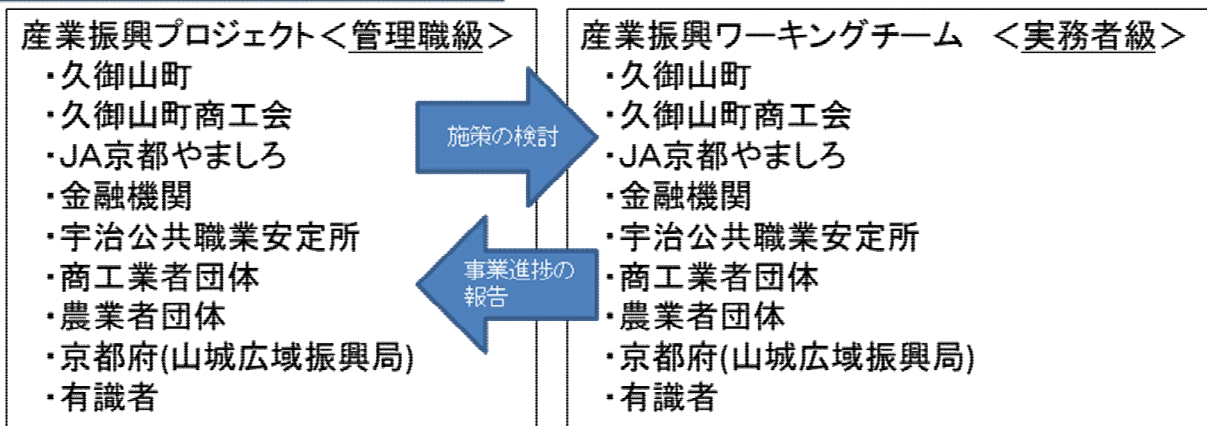 産業振興プロジェクト＜管理職級＞
・久御山町
・久御山町商工会
・JA京都やましろ
・金融機関
・宇治公共職業安定所
・商工業者団体
・農業者団体
・京都府(山城広域振興局)
・有識者
施策の検討
事業進捗の
報告
産業振興ワーキングチーム　＜実務者級＞
・久御山町
・久御山町商工会
・JA京都やましろ
・金融機関
・宇治公共職業安定所
・商工業者団体
・農業者団体
・京都府(山城広域振興局)
・有識者